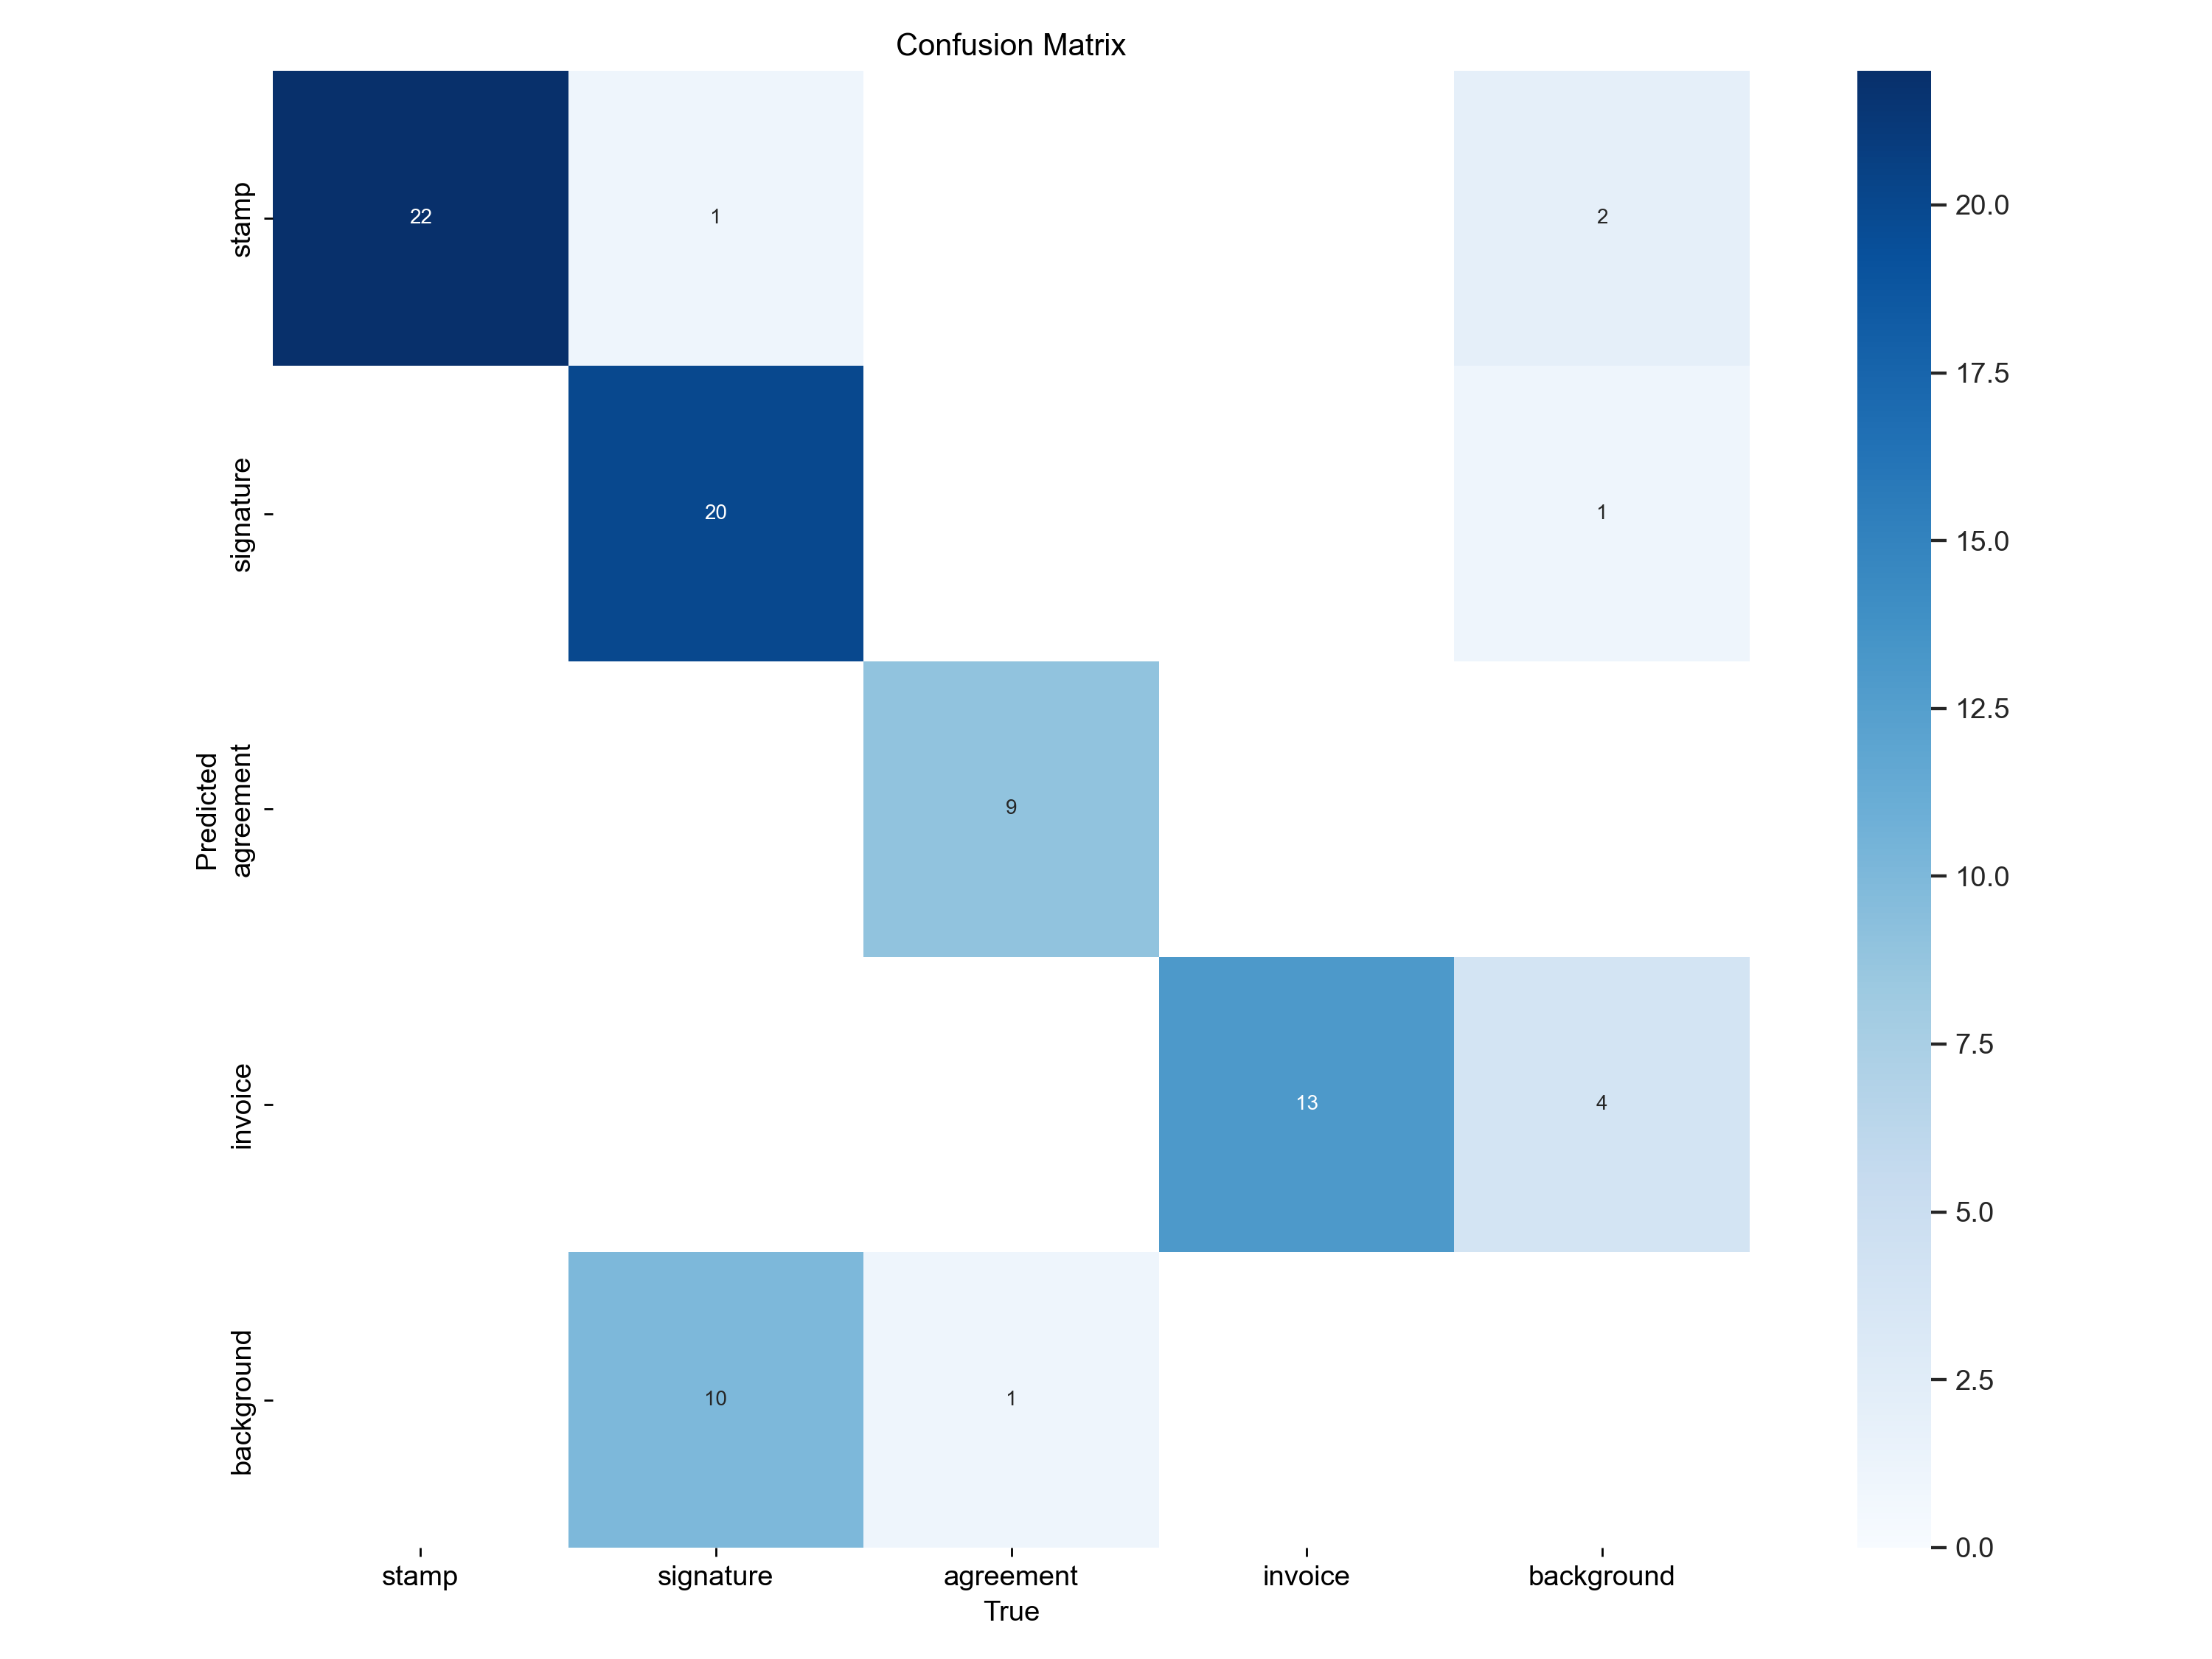 Confusion Matrix
stamp
22
1
2
20.0
17.5
signature
20
1
15.0
12.5
Predicted
agreement
9
10.0
7.5
invoice
13
4
5.0
background
10
1
2.5
0.0
stamp signature agreement invoice background
True